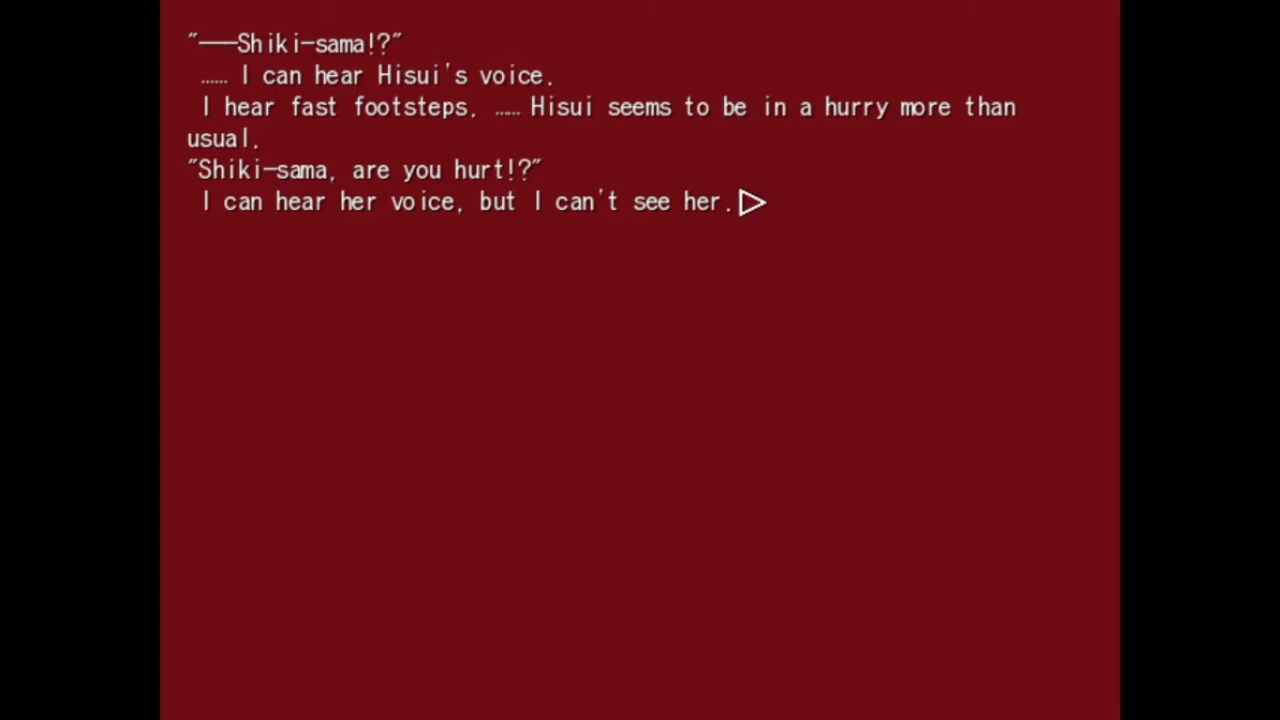 "───Shiki-sama!?"
…… I can hear Hisui's voice.
I hear fast footsteps. …… Hisui seems to be in a hurry more than
usual.
"Shiki-sama, are you hurt!?"
I can hear her voice, but I can't see her.